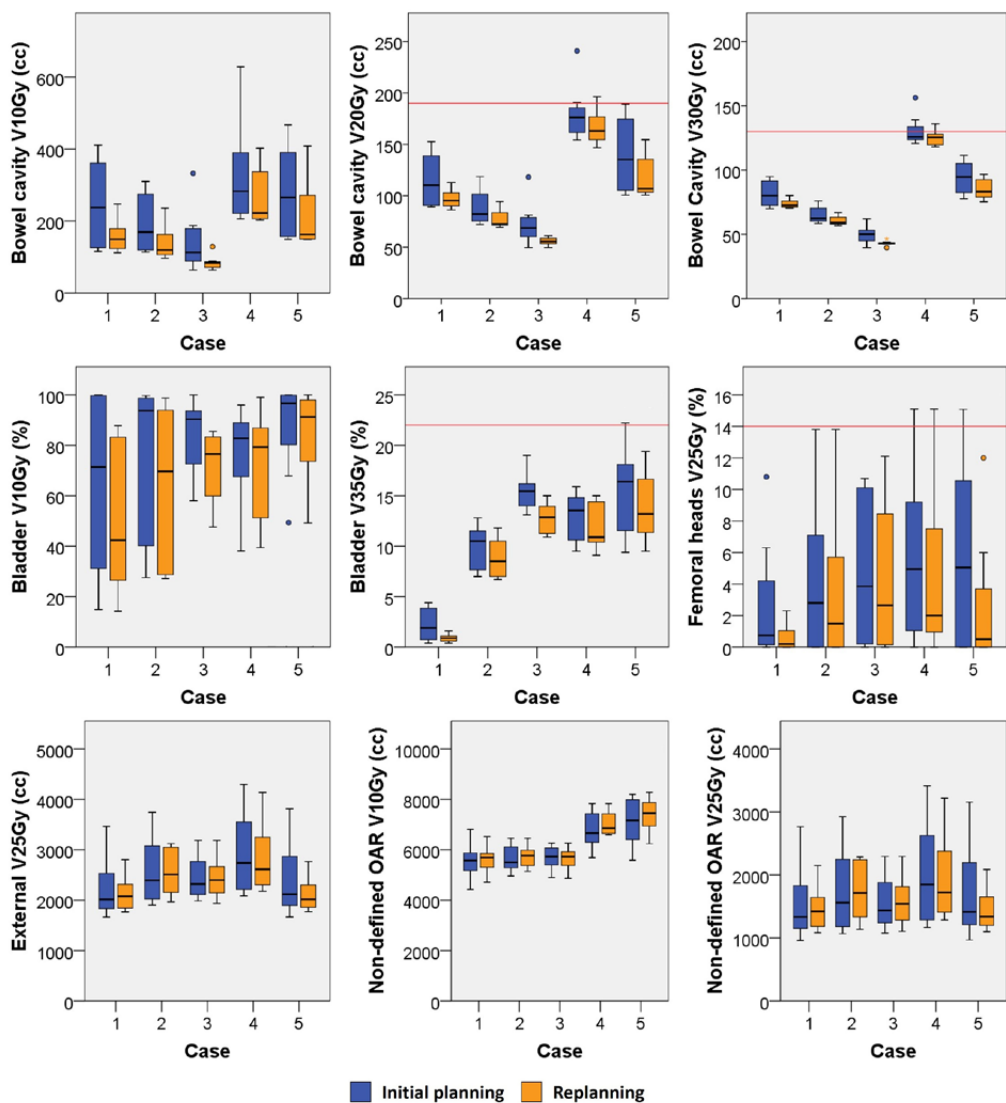 Bowel cavity V10Gy (cc)
600
400
200
0
1 2 3 4 5
Case
Bowel cavity V20Gy (cc)
250
200
150
100
50
0
1 2 3 4 5
Case
Bowel Cavity V30Gy (cc)
200
150
100
50
0
1 2 3 4 5
Case
Bladder V10Gy (%)
100
80
60
40
20
0
1 2 3 4 5
Case
Bladder V35Gy (%)
25
20
15
10
5
0
1 2 3 4 5
Case
Femoral heads V25Gy (%)
16
14
12
10
8
6
4
2
0
1 2 3 4 5
Case
External V25Gy (cc)
5000
4000
3000
2000
1000
0
1 2 3 4 5
Case
Non-defined OAR V10Gy (cc)
10000
8000
6000
4000
2000
0
1 2 3 4 5
Case
Non-defined OAR V25Gy (cc)
4000
3000
2000
1000
0
1 2 3 4 5
Case
Initial planning Replanning